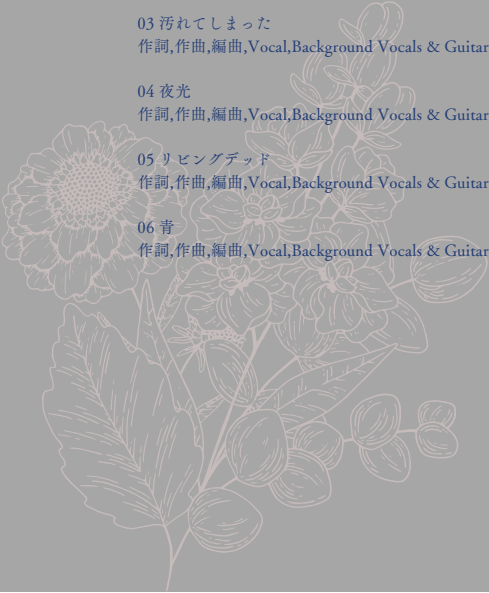 03 汚れてしまった
作詞,作曲,編曲,Vocal,Background Vocals & Guitar
04 夜光
作詞,作曲,編曲,Vocal,Background Vocals & Guitar
05 リビングデッド
作詞,作曲,編曲,Vocal,Background Vocals & Guitar
06 青
作詞,作曲,編曲,Vocal,Background Vocals & Guitar